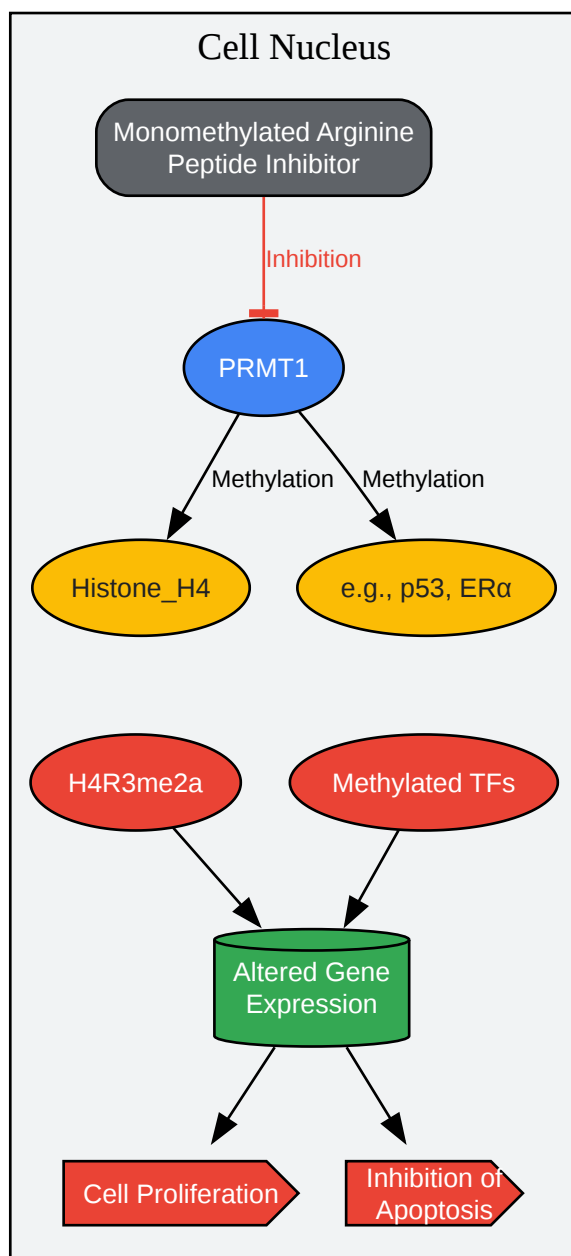 Cell Nucleus
Monomethylated Arginine
Peptide Inhibitor
Inhibition
PRMT1
Methylation
Methylation
Histone_H4
e.g., p53, ERα
H4R3me2a
Methylated TFs
Altered Gene
Expression
Cell Proliferation
Inhibition of
Apoptosis